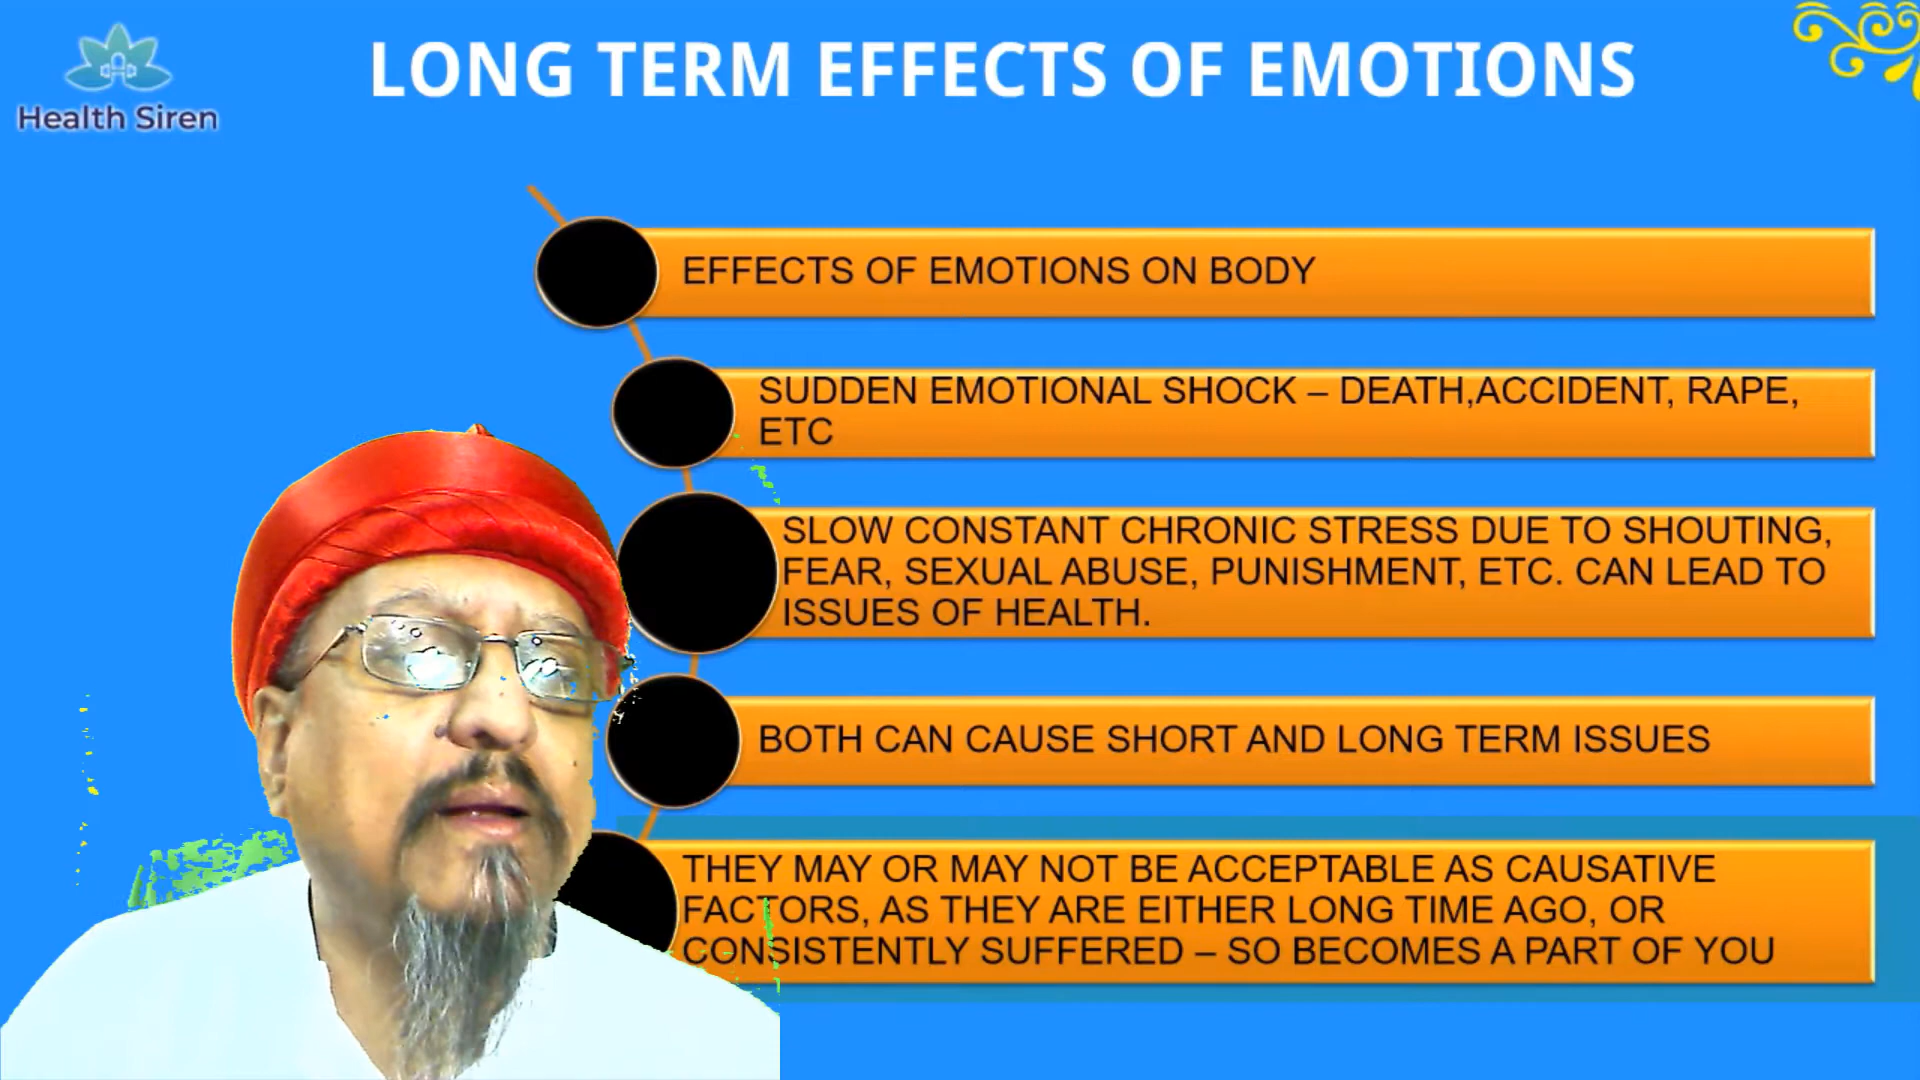 Health Siren
LONG TERM EFFECTS OF EMOTIONS
EFFECTS OF EMOTIONS ON BODY
SUDDEN EMOTIONAL SHOCK – DEATH,ACCIDENT, RAPE,
ETC
SLOW CONSTANT CHRONIC STRESS DUE TO SHOUTING,
FEAR, SEXUAL ABUSE, PUNISHMENT, ETC. CAN LEAD TO
ISSUES OF HEALTH.
BOTH CAN CAUSE SHORT AND LONG TERM ISSUES
THEY MAY OR MAY NOT BE ACCEPTABLE AS CAUSATIVE
FACTORS, AS THEY ARE EITHER LONG TIME AGO, OR
CONSISTENTLY SUFFERED – SO BECOMES A PART OF YOU